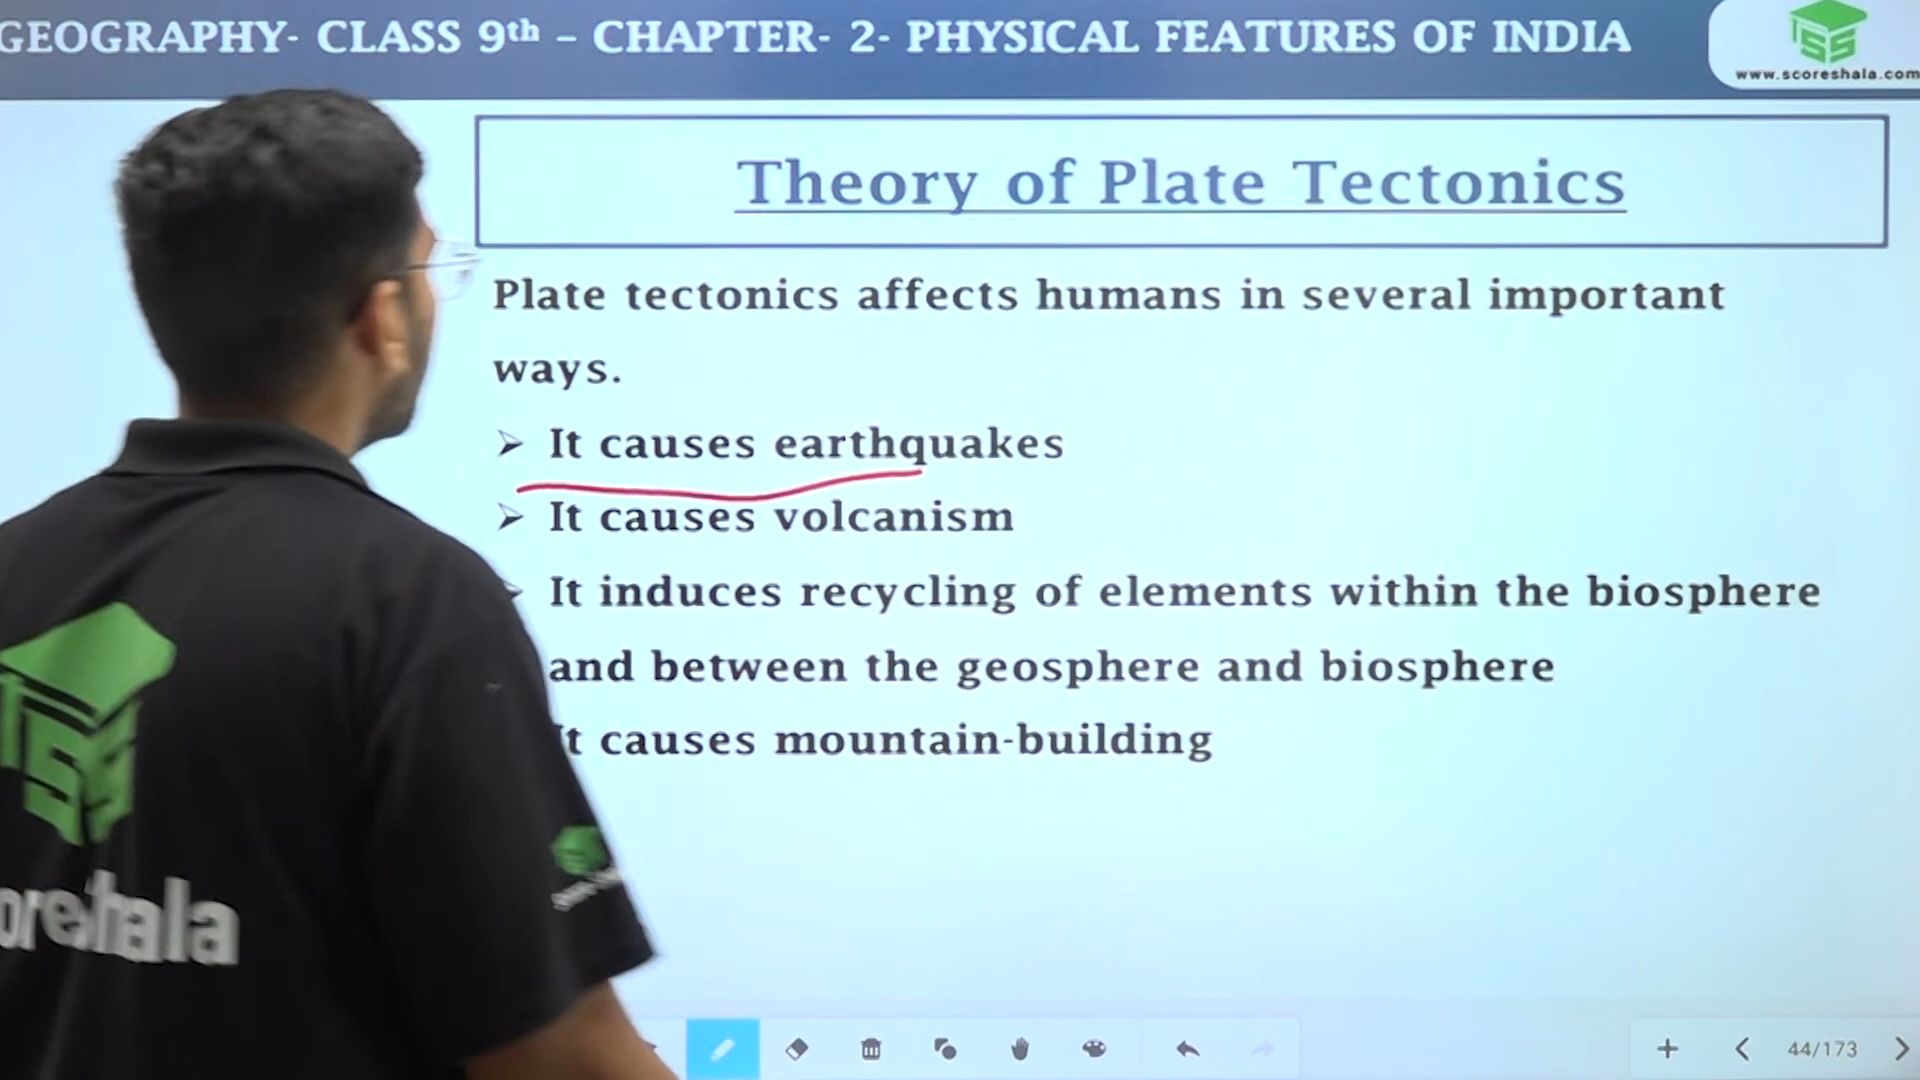 GEOGRAPHY- CLASS 9th – CHAPTER- 2- PHYSICAL FEATURES OF INDIA
www.scoreshala.com
Theory of Plate Tectonics
Plate tectonics affects humans in several important
ways.
➢ It causes earthquakes
➢ It causes volcanism
➢ It induces recycling of elements within the biosphere
and between the geosphere and biosphere
It causes mountain-building
oreshala
44/173